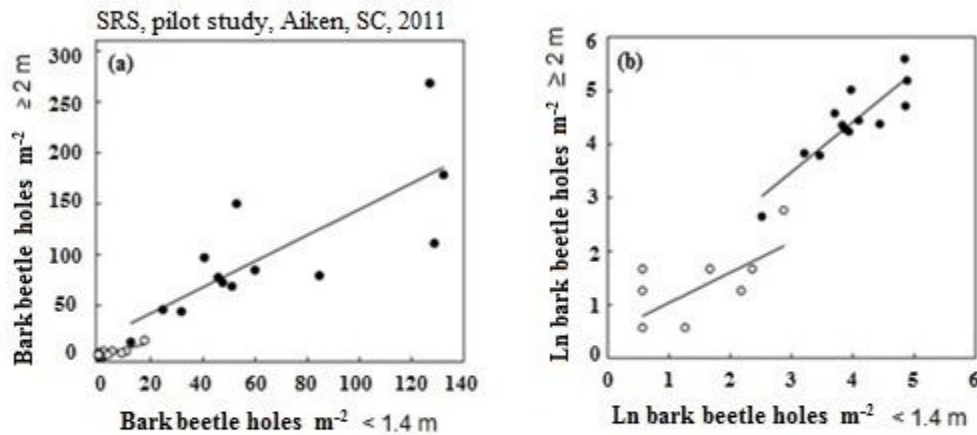 SRS, pilot study, Aiken, SC, 2011
(a)
Bark beetle holes m⁻² ≥ 2 m
300
250
200
150
100
50
0
0 20 40 60 80 100 120 140
Bark beetle holes m⁻² < 1.4 m
(b)
Ln bark beetle holes m⁻² ≥ 2 m
6
5
4
3
2
1
0
0 1 2 3 4 5 6
Ln bark beetle holes m⁻² < 1.4 m